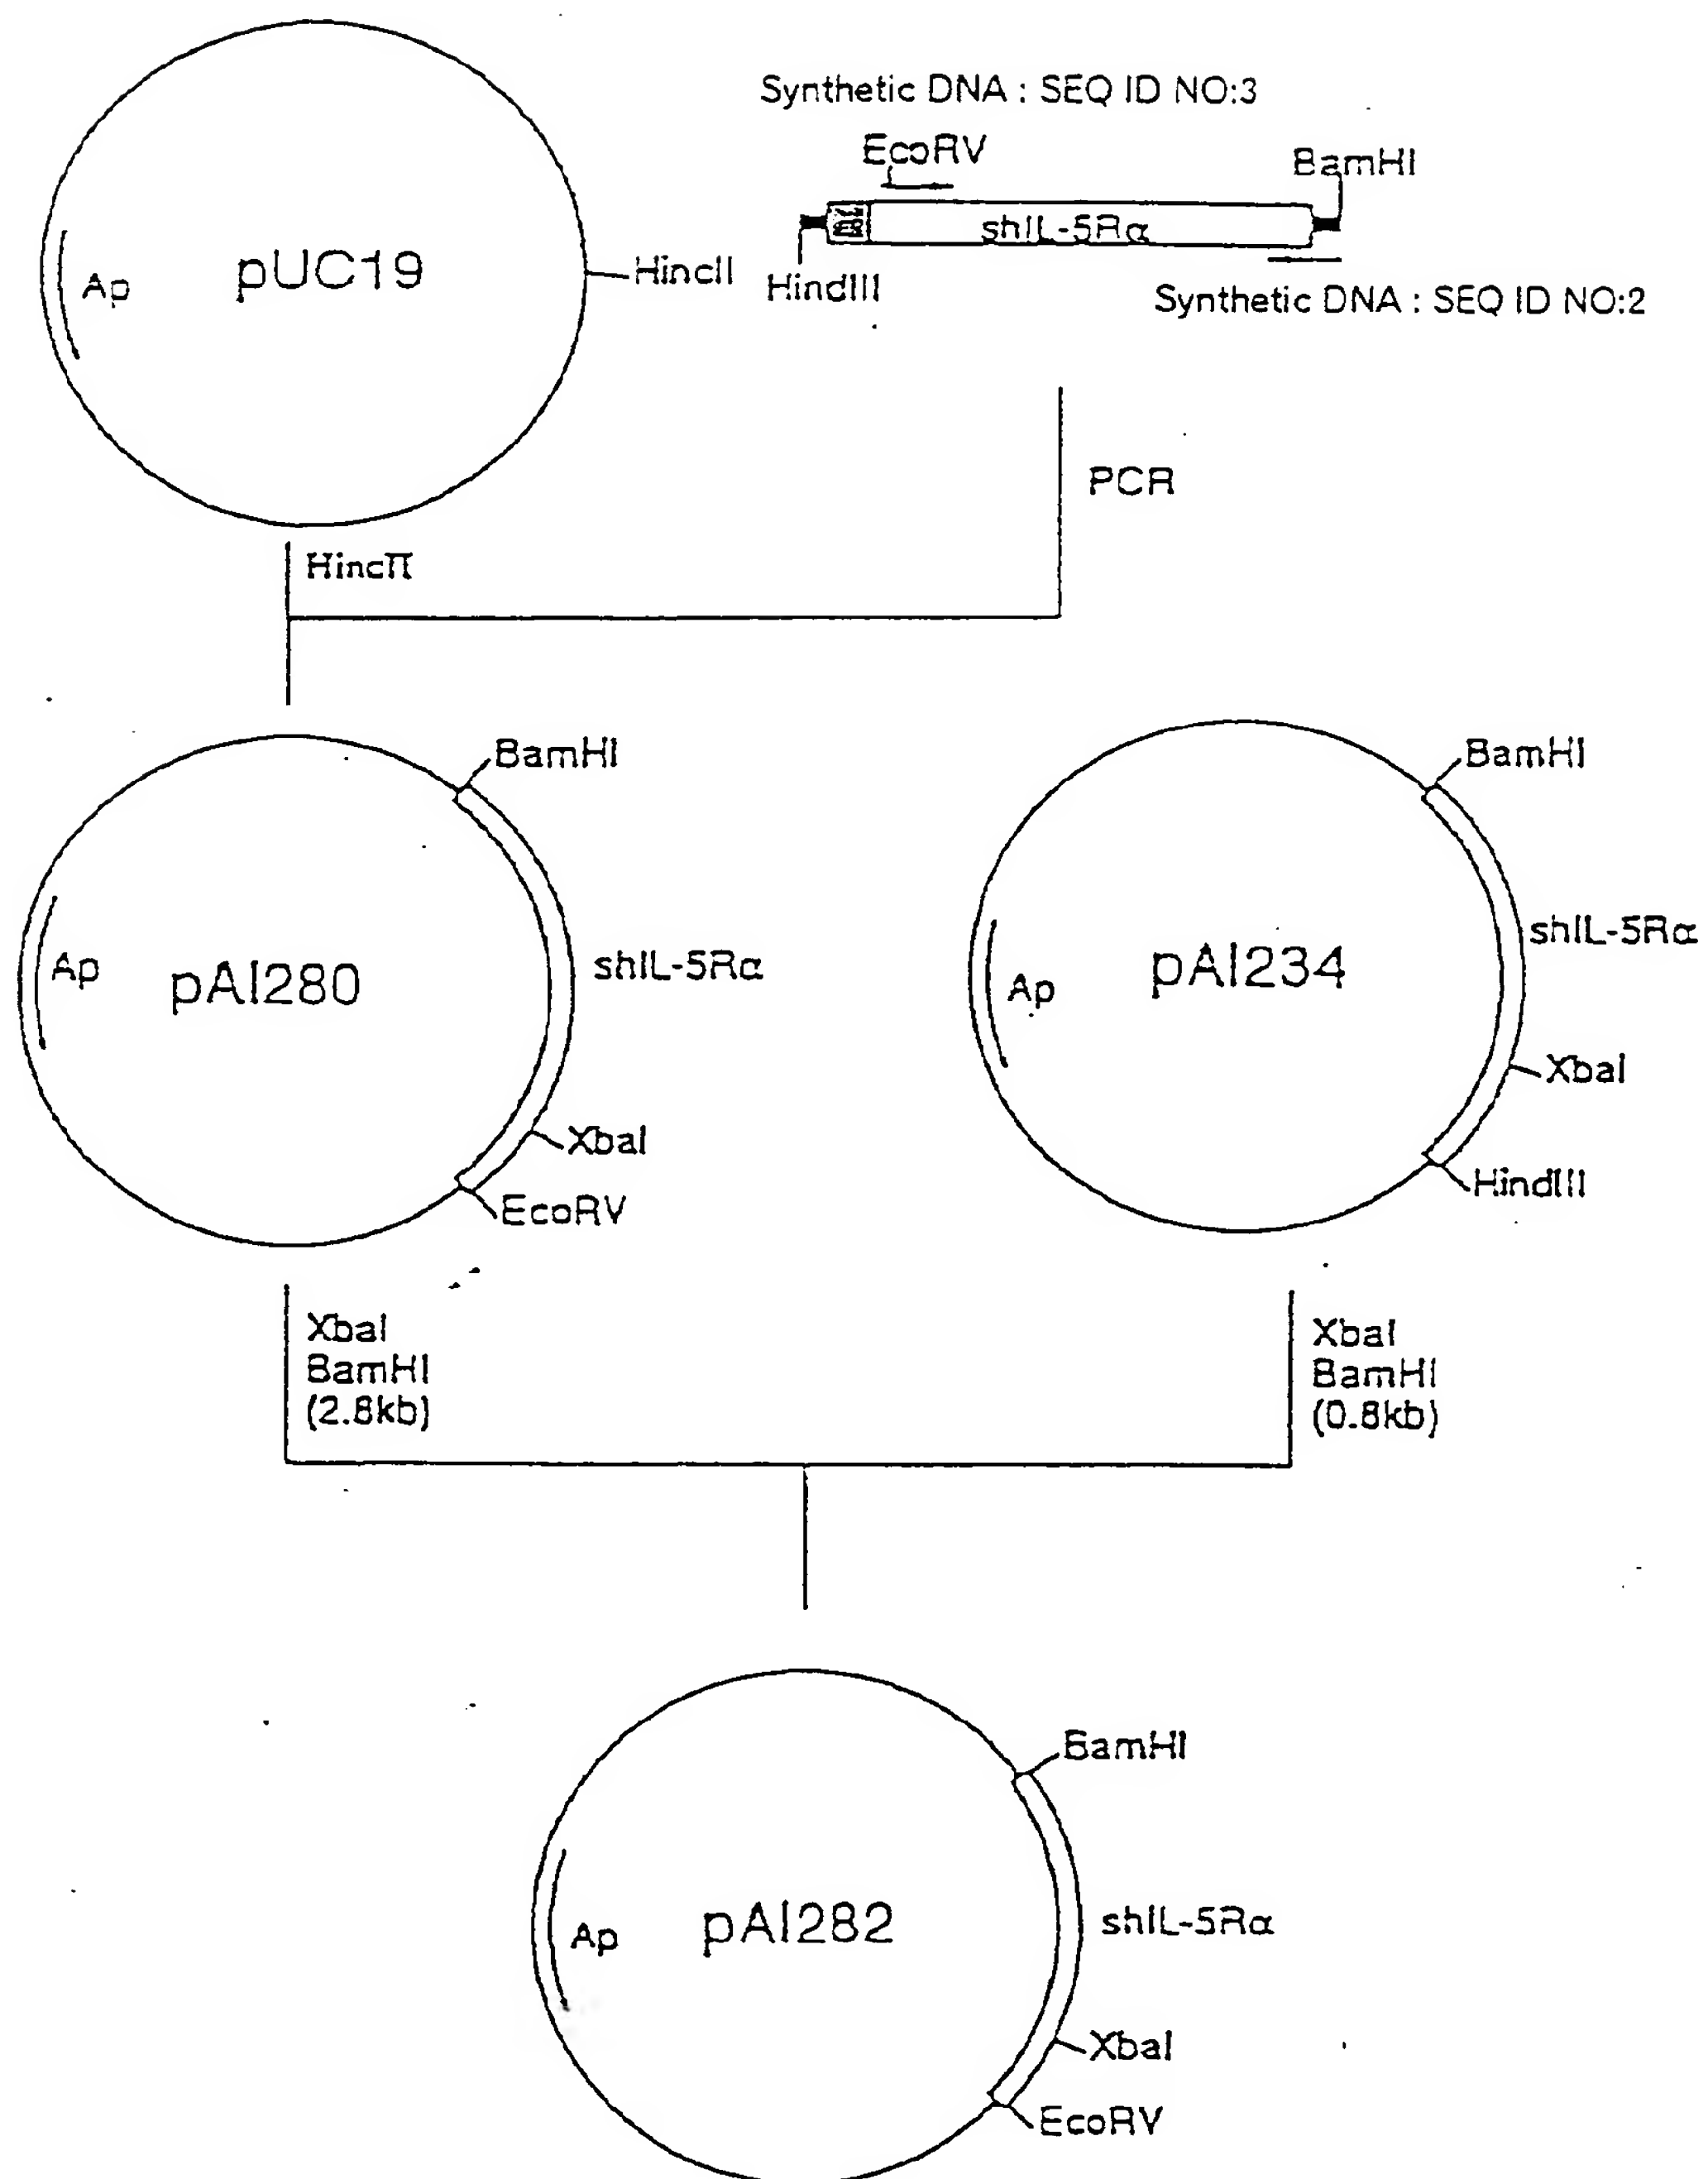 Synthetic DNA : SEQ ID NO:3
EcoRV
BamHI
shIL-5Rα
HindIII
Synthetic DNA : SEQ ID NO:2
pUC19
Ap
HincII
PCR
HincII
BamHI
shIL-5Rα
Ap
pAI280
XbaI
EcoRV
BamHI
shIL-5Rα
Ap
pAI234
XbaI
HindIII
XbaI
BamHI
(2.8kb)
XbaI
BamHI
(0.8kb)
BamHI
shIL-5Rα
Ap
pAI282
XbaI
EcoRV